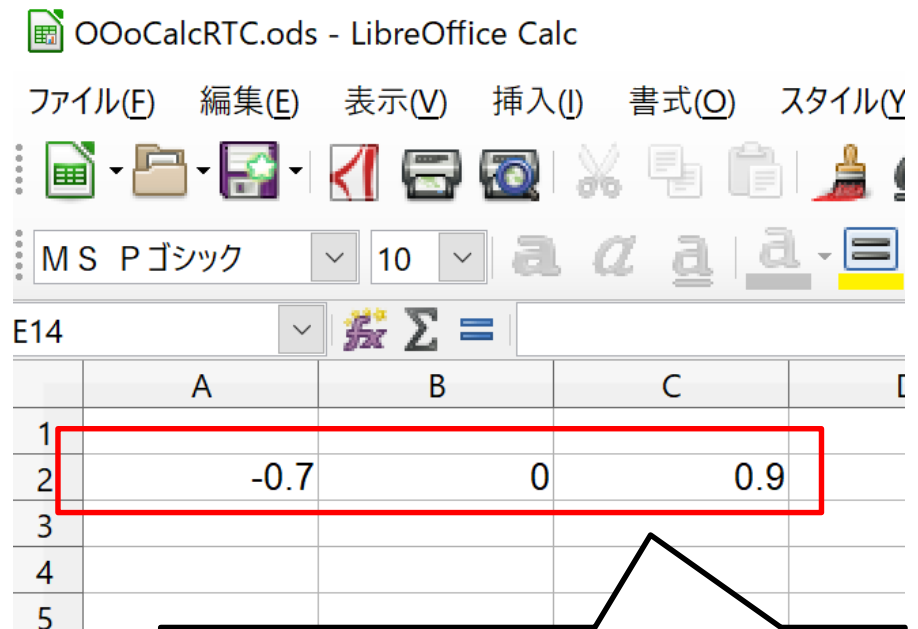 OOoCalcRTC.ods - LibreOffice Calc
ファイル(F) 編集(E) 表示(V) 挿入(I) 書式(O) スタイル(Y
ＭＳ Ｐゴシック 10 a a a a
E14 fx Σ =
A B C
1
2 -0.7 0 0.9
3
4
5